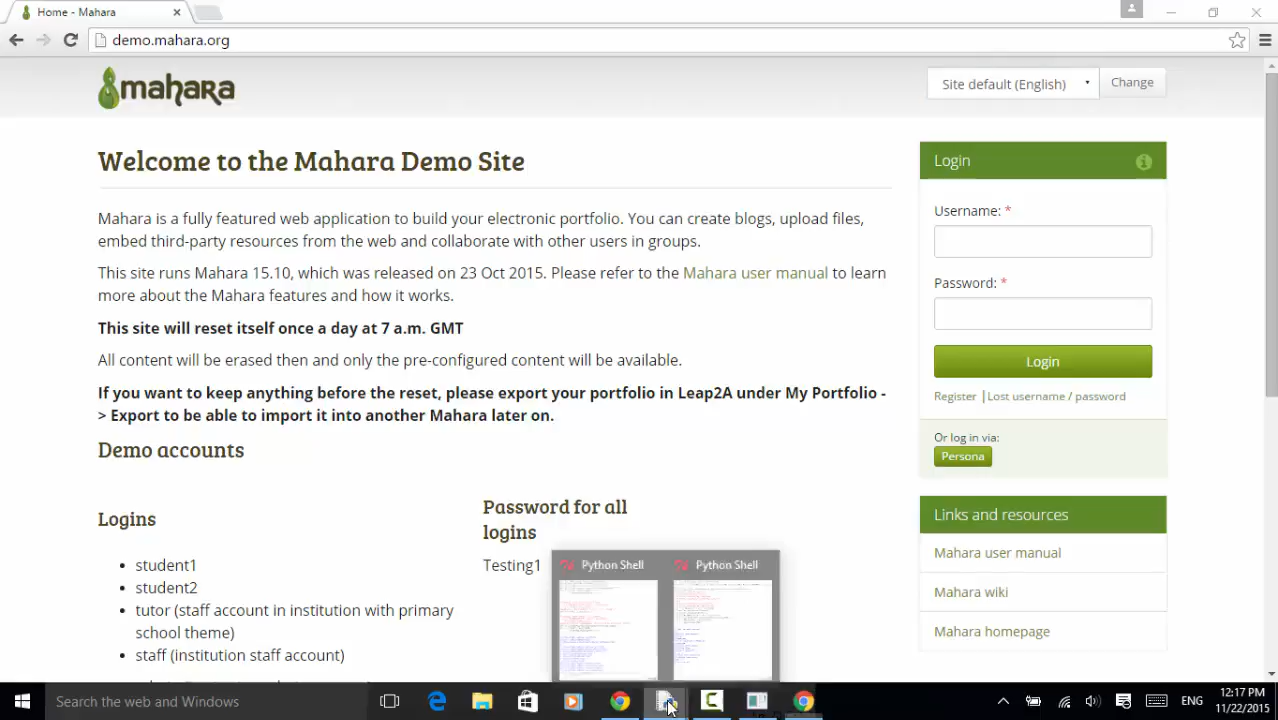 Home - Mahara
demo.mahara.org
mahara
Site default (English)
Change
Welcome to the Mahara Demo Site
Mahara is a fully featured web application to build your electronic portfolio. You can create blogs, upload files,
embed third-party resources from the web and collaborate with other users in groups.
This site runs Mahara 15.10, which was released on 23 Oct 2015. Please refer to the Mahara user manual to learn
more about the Mahara features and how it works.
This site will reset itself once a day at 7 a.m. GMT
All content will be erased then and only the pre-configured content will be available.
If you want to keep anything before the reset, please export your portfolio in Leap2A under My Portfolio -
> Export to be able to import it into another Mahara later on.
Demo accounts
Logins
student1
student2
tutor (staff account in institution with primary
school theme)
staff (institution staff account)
Password for all
logins
Testing1
Login
Username: *
Password: *
Login
Register | Lost username / password
Or log in via:
Persona
Links and resources
Mahara user manual
Mahara wiki
Mahara homepage
Python Shell
Python Shell
Search the web and Windows
ENG
12:17 PM
11/22/2015